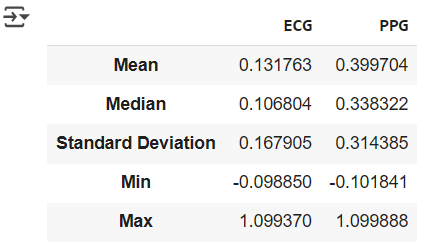 ECG PPG
Mean 0.131763 0.399704
Median 0.106804 0.338322
Standard Deviation 0.167905 0.314385
Min -0.098850 -0.101841
Max 1.099370 1.099888